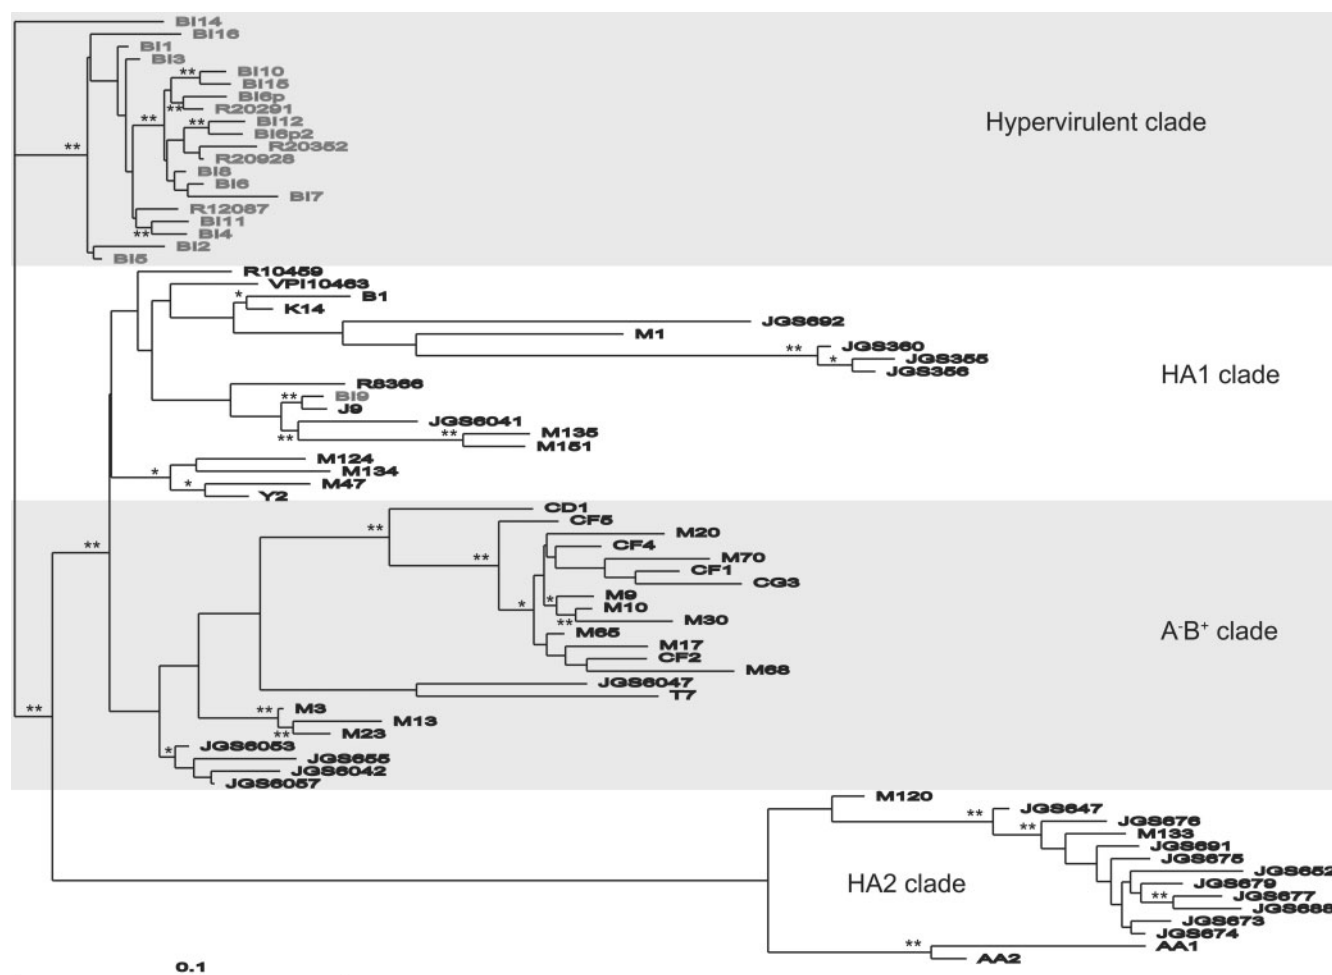 BI14
BI16
BI1
BI3
BI10
**
BI15
BI6p
R20291
**
**
BI12
**
BI6p2
R20352
**
R20928
BI8
BI6
BI7
R12087
BI11
BI4
**
BI2
BI5
Hypervirulent clade
R10459
VPI10463
B1
*
K14
JGS692
M1
JGS360
**
JGS355
*
JGS356
R8366
BI9
**
J9
JGS6041
M135
**
**
M151
M124
M134
*
M47
*
Y2
HA1 clade
CD1
CF5
**
M20
CF4
**
**
M70
CF1
CG3
M9
*
*
M10
M30
**
M65
M17
CF2
M68
JGS6047
T7
M3
**
**
M13
M23
**
JGS6053
*
JGS655
JGS6042
JGS6057
A-B+ clade
M120
JGS647
**
JGS676
**
M133
JGS691
JGS675
JGS652
JGS679
JGS677
**
JGS688
JGS673
JGS674
AA1
**
AA2
HA2 clade
0.1